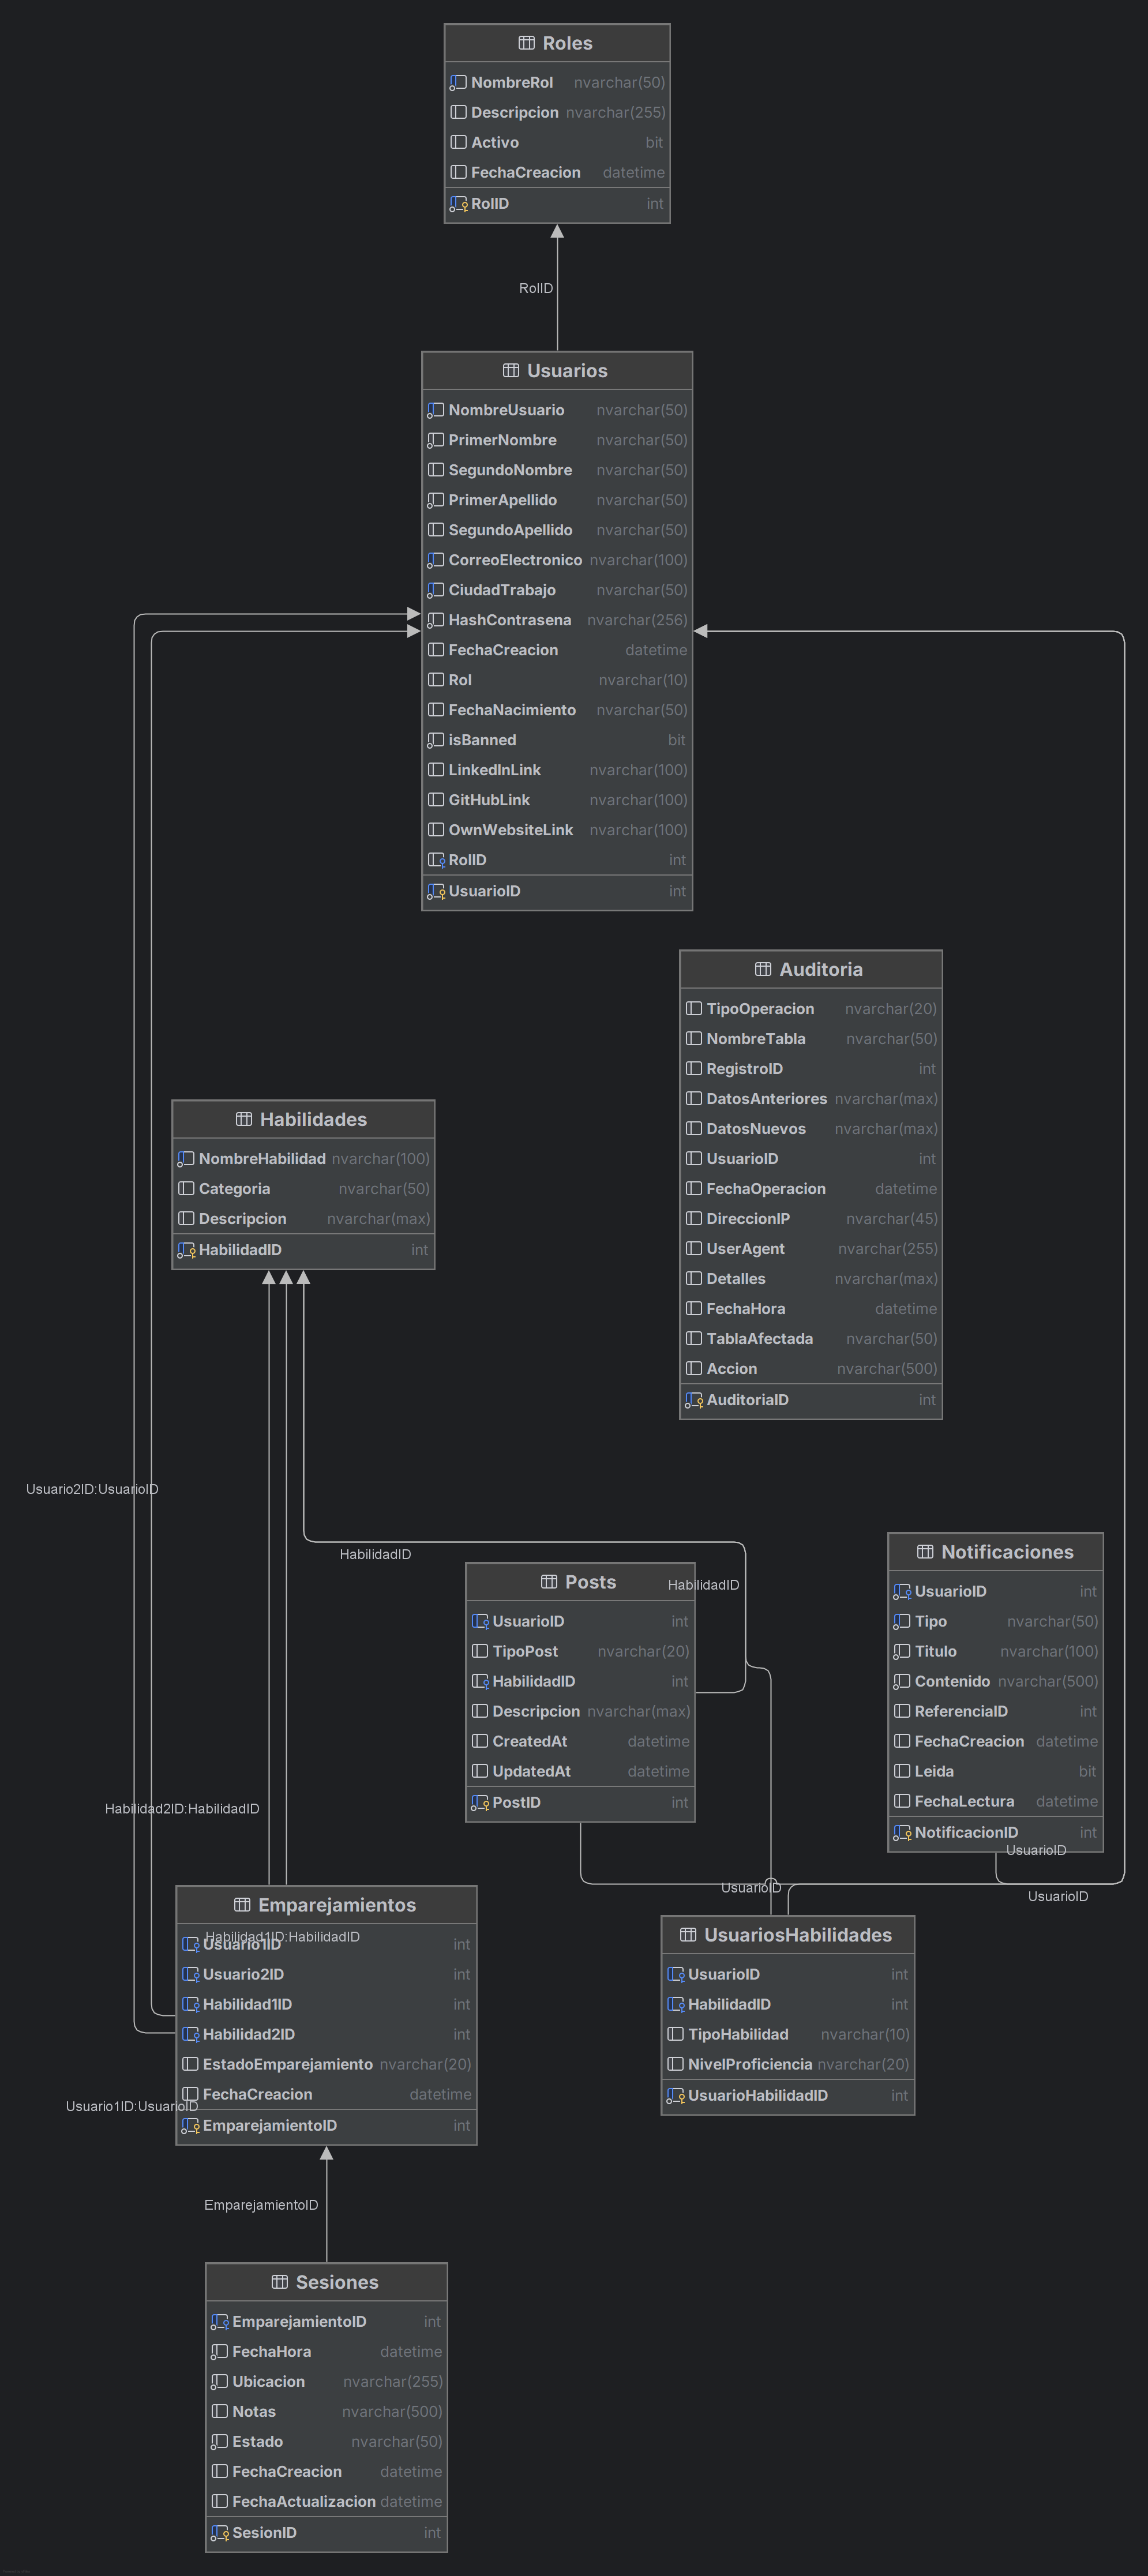 Roles
NombreRol nvarchar(50)
Descripcion nvarchar(255)
Activo bit
FechaCreacion datetime
RolID int
RolID
Usuarios
NombreUsuario nvarchar(50)
PrimerNombre nvarchar(50)
SegundoNombre nvarchar(50)
PrimerApellido nvarchar(50)
SegundoApellido nvarchar(50)
CorreoElectronico nvarchar(100)
CiudadTrabajo nvarchar(50)
HashContrasena nvarchar(256)
FechaCreacion datetime
Rol nvarchar(10)
FechaNacimiento nvarchar(50)
isBanned bit
LinkedInLink nvarchar(100)
GitHubLink nvarchar(100)
OwnWebsiteLink nvarchar(100)
RolID int
UsuarioID int
Auditoria
TipoOperacion nvarchar(20)
NombreTabla nvarchar(50)
RegistroID int
DatosAnteriores nvarchar(max)
DatosNuevos nvarchar(max)
UsuarioID int
FechaOperacion datetime
DireccionIP nvarchar(45)
UserAgent nvarchar(255)
Detalles nvarchar(max)
FechaHora datetime
TablaAfectada nvarchar(50)
Accion nvarchar(500)
AuditoriaID int
Habilidades
NombreHabilidad nvarchar(100)
Categoria nvarchar(50)
Descripcion nvarchar(max)
HabilidadID int
Usuario2ID:UsuarioID
HabilidadID
HabilidadID
Posts
UsuarioID int
TipoPost nvarchar(20)
HabilidadID int
Descripcion nvarchar(max)
CreatedAt datetime
UpdatedAt datetime
PostID int
Notificaciones
UsuarioID int
Tipo nvarchar(50)
Titulo nvarchar(100)
Contenido nvarchar(500)
ReferenciaID int
FechaCreacion datetime
Leida bit
FechaLectura datetime
NotificacionID int
UsuarioID
UsuarioID
UsuarioID
Habilidad2ID:HabilidadID
Emparejamientos
Habilidad1ID:HabilidadID
Usuario1ID int
Usuario2ID int
Habilidad1ID int
Habilidad2ID int
EstadoEmparejamiento nvarchar(20)
FechaCreacion datetime
Usuario1ID:UsuarioID
EmparejamientoID int
UsuariosHabilidades
UsuarioID int
HabilidadID int
TipoHabilidad nvarchar(10)
NivelProficiencia nvarchar(20)
UsuarioHabilidadID int
EmparejamientoID
Sesiones
EmparejamientoID int
FechaHora datetime
Ubicacion nvarchar(255)
Notas nvarchar(500)
Estado nvarchar(50)
FechaCreacion datetime
FechaActualizacion datetime
SesionID int